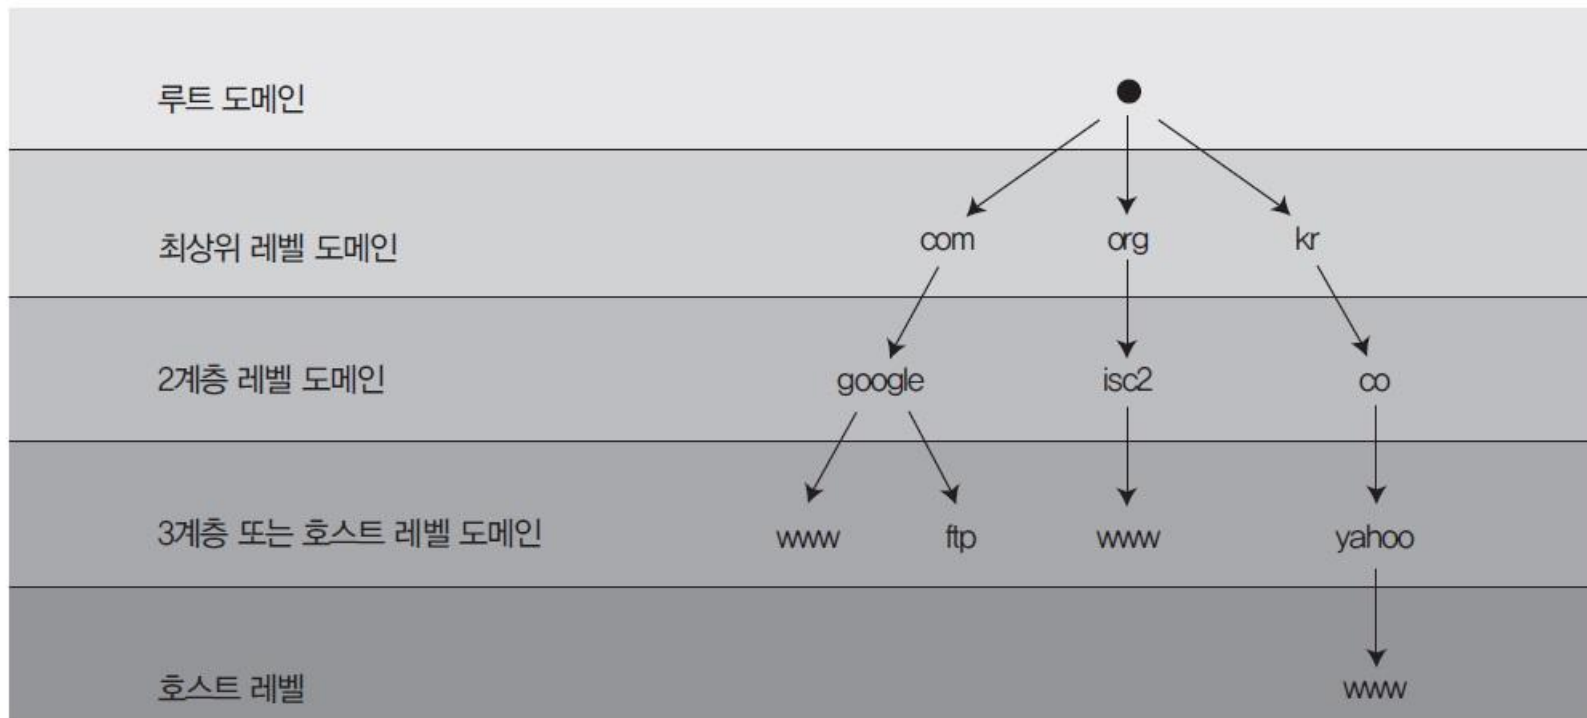 루트 도메인
최상위 레벨 도메인 com org kr
2계층 레벨 도메인 google isc2 co
3계층 또는 호스트 레벨 도메인 www ftp www yahoo
호스트 레벨 www